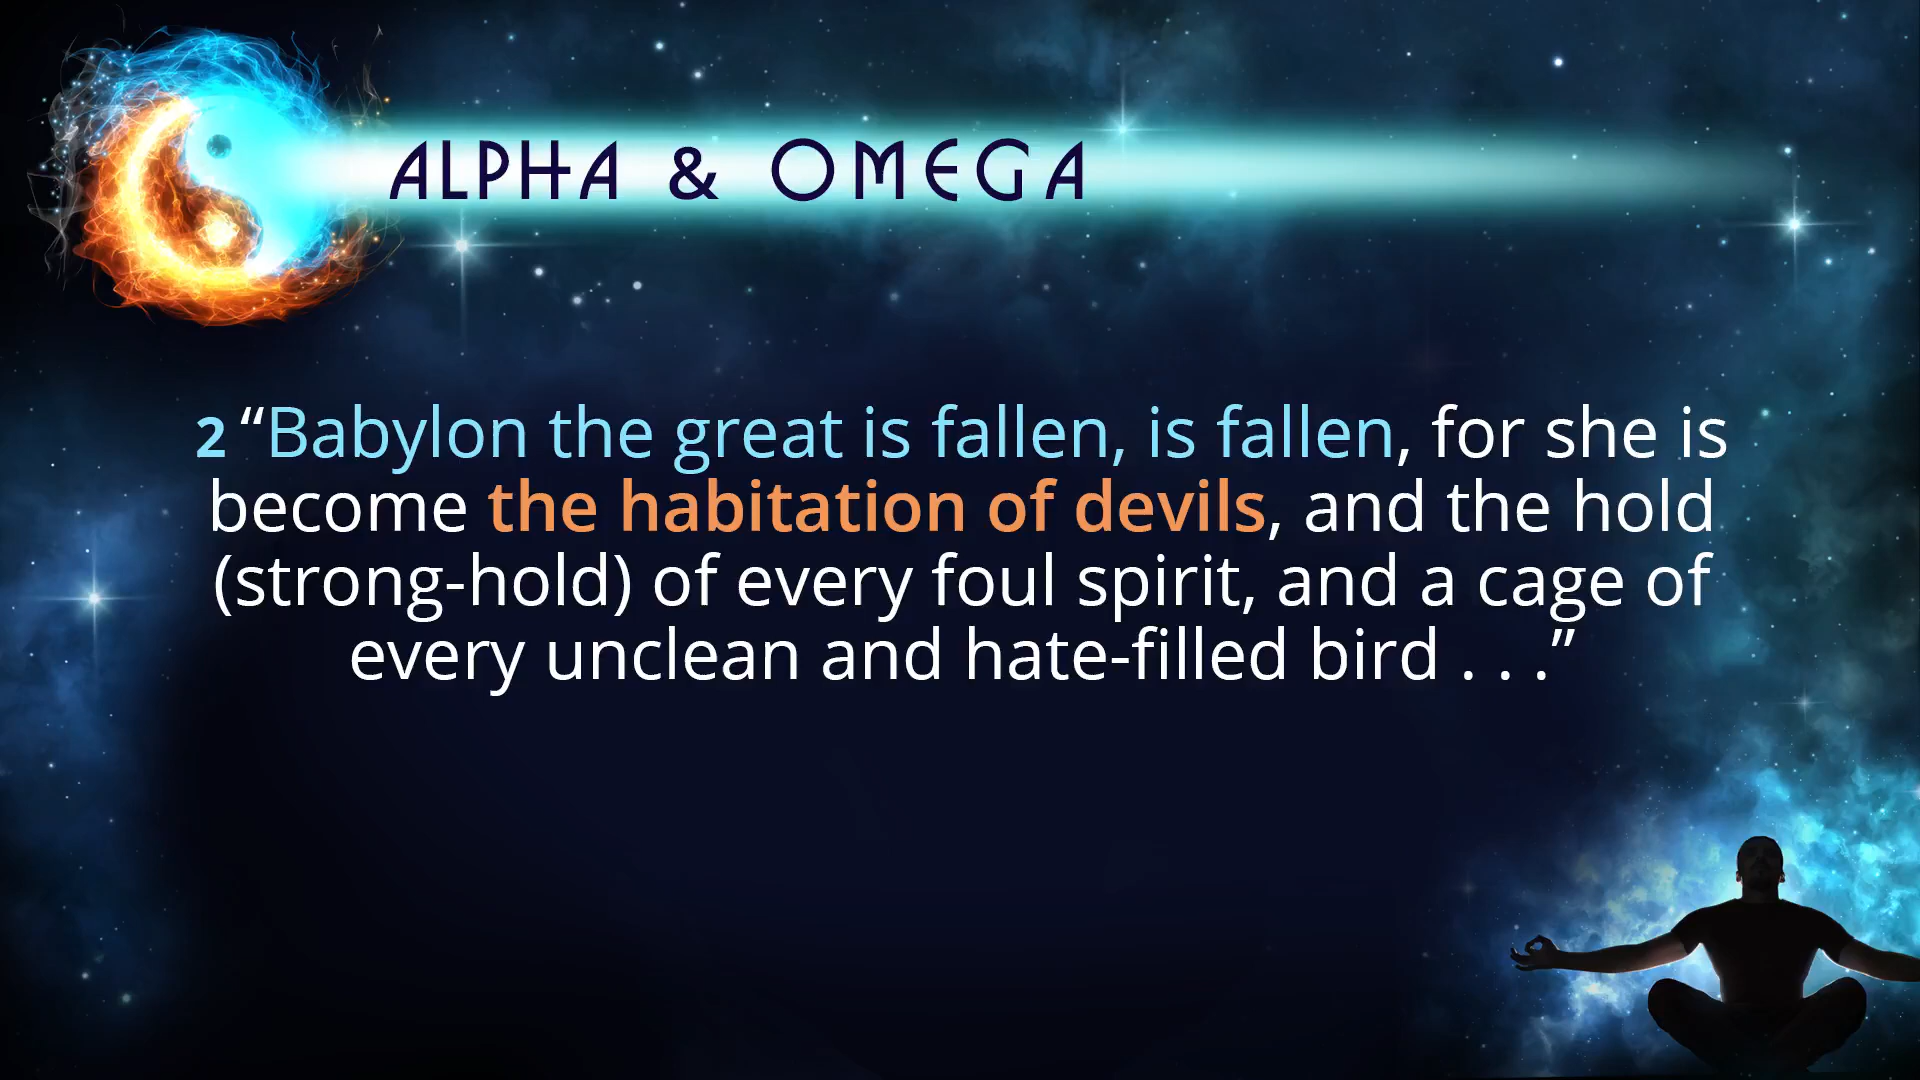 ALPHA & OMEGA
2 “Babylon the great is fallen, is fallen, for she is
become the habitation of devils, and the hold
(strong-hold) of every foul spirit, and a cage of
every unclean and hate-filled bird . . .”